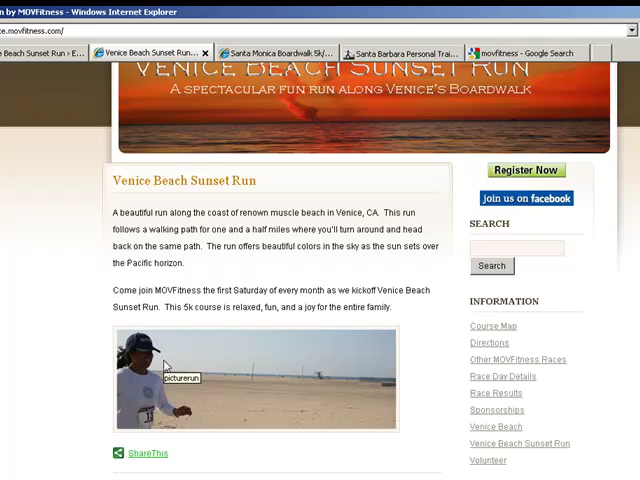 n by MOVFitness - Windows Internet Explorer
ce.movfitness.com/
e Beach Sunset Run › E...
Venice Beach Sunset Run...
Santa Monica Boardwalk 5k/...
Santa Barbara Personal Trai...
movfitness - Google Search
Venice Beach Sunset Run
A spectacular fun run along Venice's Boardwalk
Venice Beach Sunset Run
A beautiful run along the coast of renown muscle beach in Venice, CA. This run
follows a walking path for one and a half miles where you'll turn around and head
back on the same path. The run offers beautiful colors in the sky as the sun sets over
the Pacific horizon.
Come join MOVFitness the first Saturday of every month as we kickoff Venice Beach
Sunset Run. This 5k course is relaxed, fun, and a joy for the entire family.
picturerun
ShareThis
Register Now
join us on facebook
SEARCH
Search
INFORMATION
Course Map
Directions
Other MOVFitness Races
Race Day Details
Race Results
Sponsorships
Venice Beach
Venice Beach Sunset Run
Volunteer